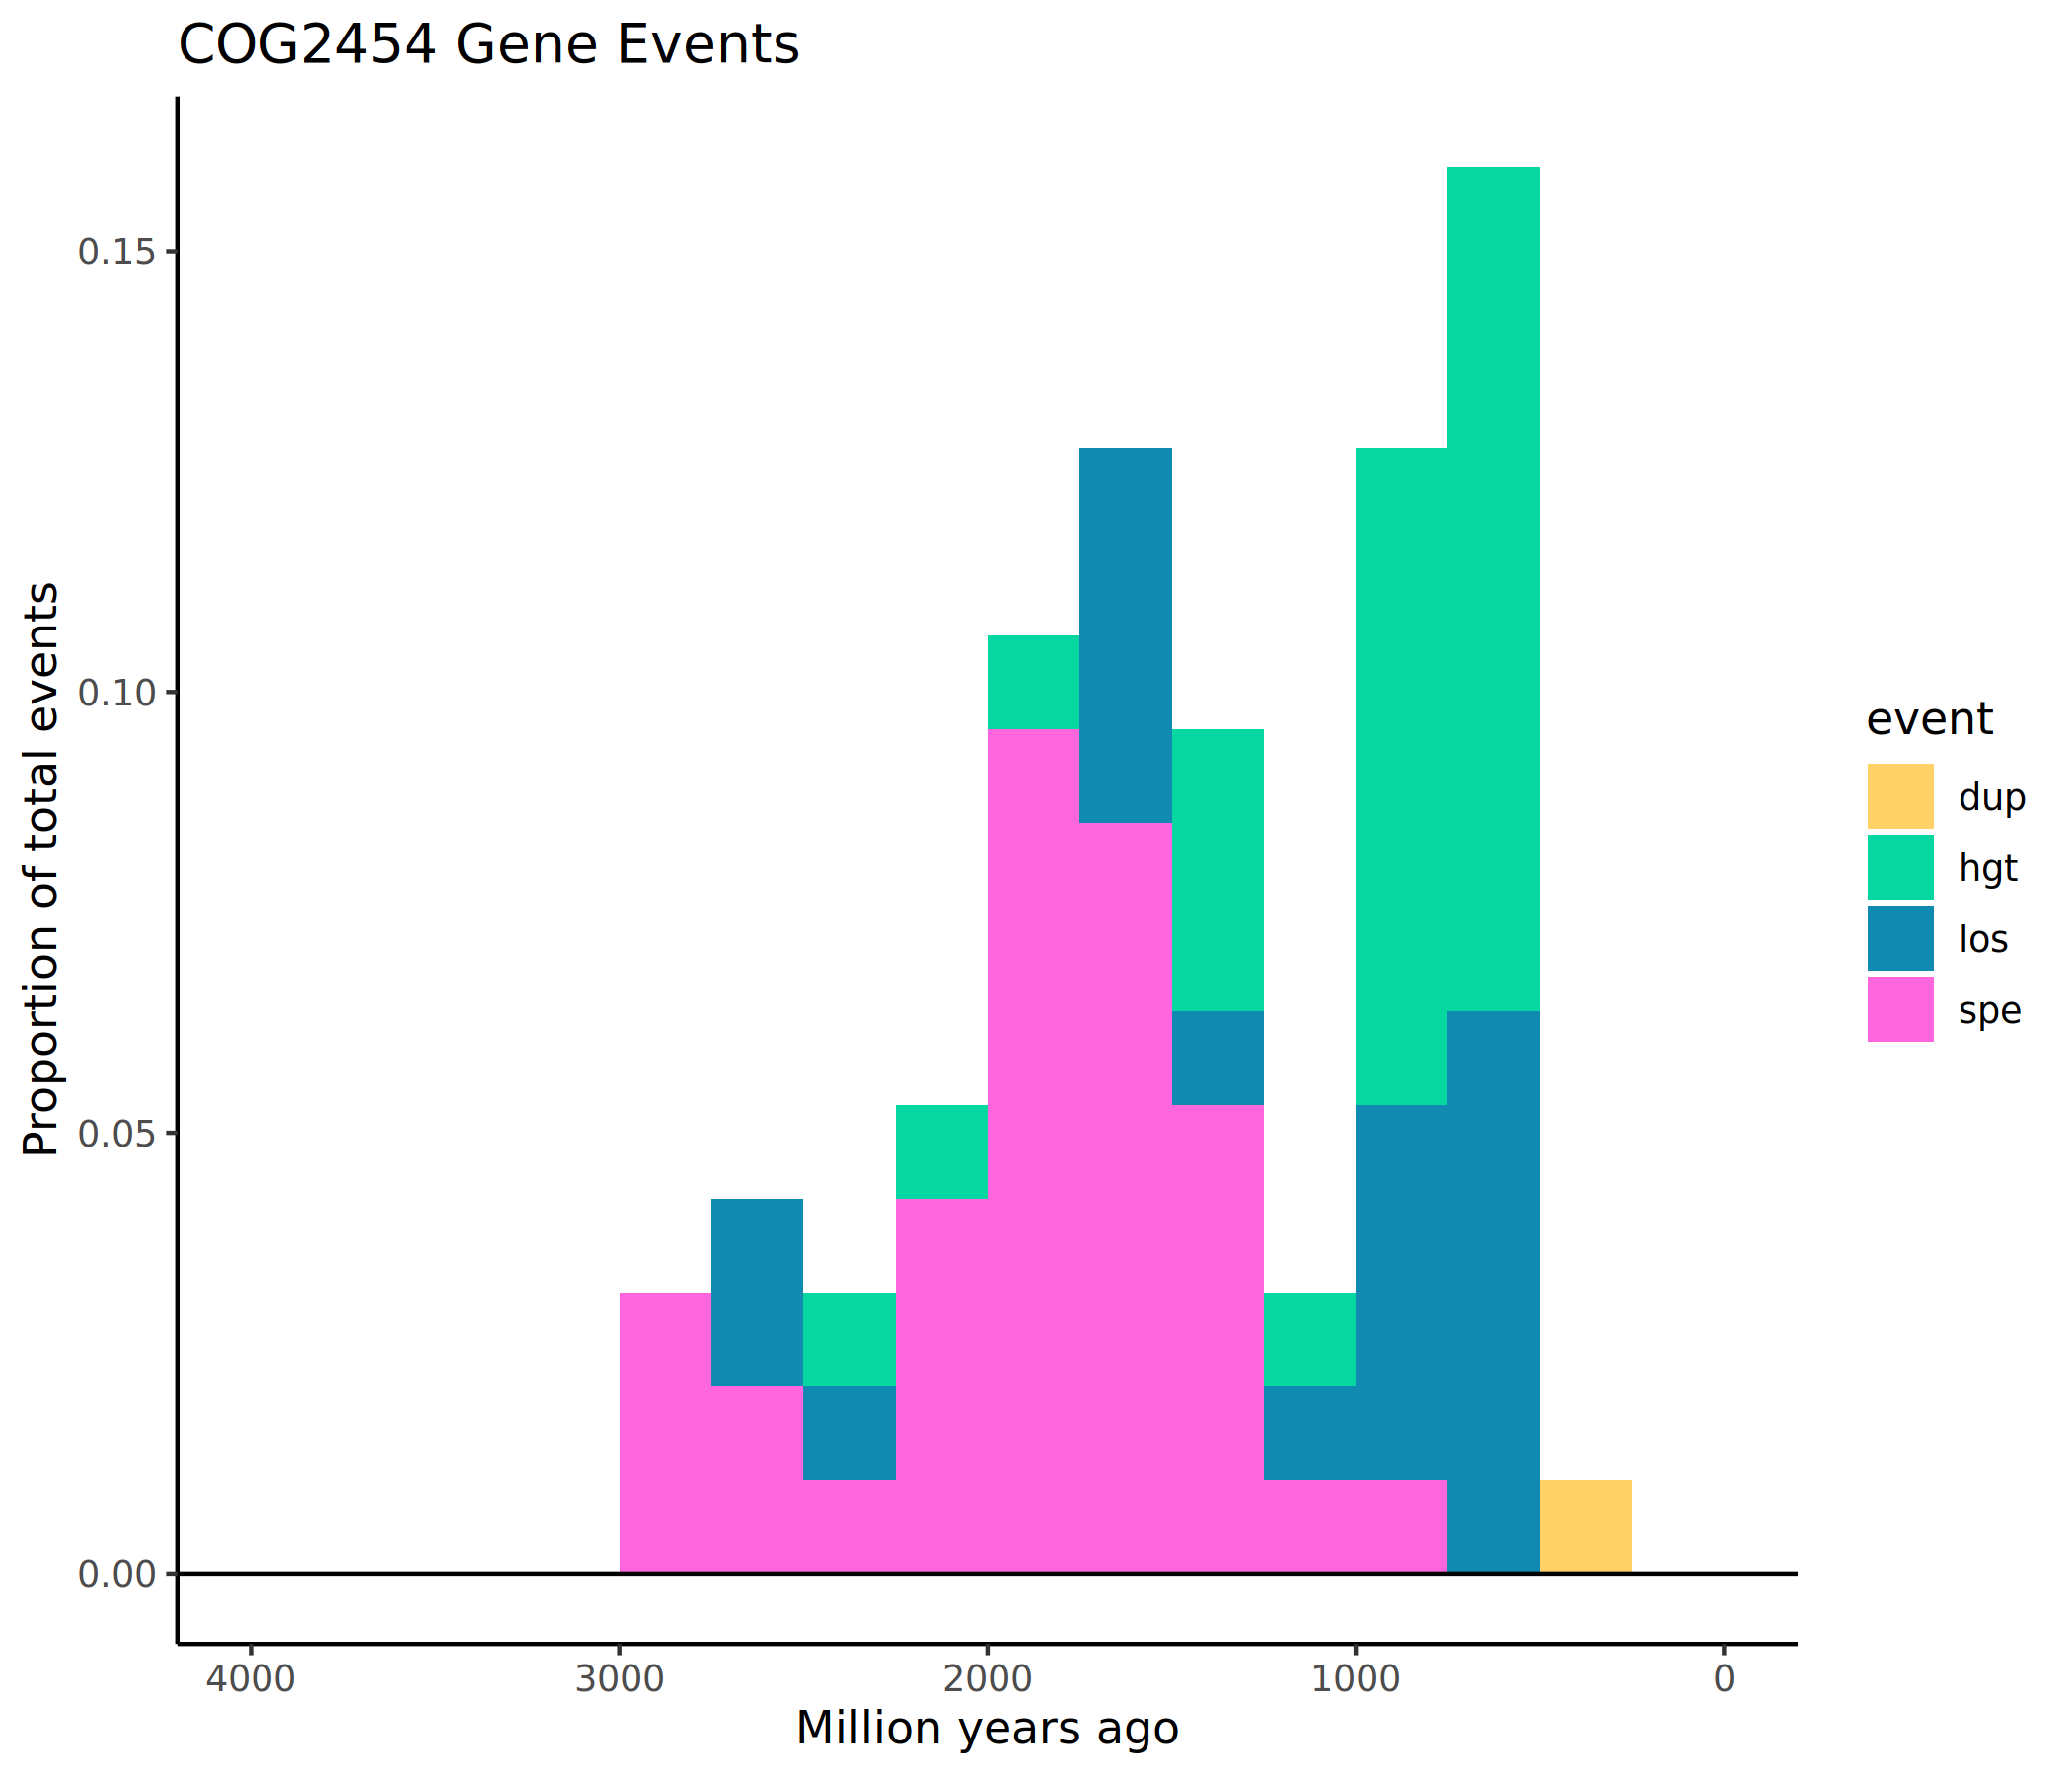 COG2454 Gene Events
Proportion of total events
0.15
0.10
0.05
0.00
4000 3000 2000 1000 0
Million years ago
event
dup
hgt
los
spe